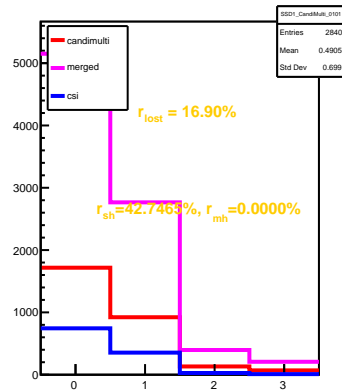 SSD1_CandiMulti_0101
Entries 2840
Mean 0.4905
Std Dev 0.699
candimulti
merged
csi
r_lost = 16.90%
r_sh=42.7465%, r_mh=0.0000%
5000
4000
3000
2000
1000
0
0 1 2 3